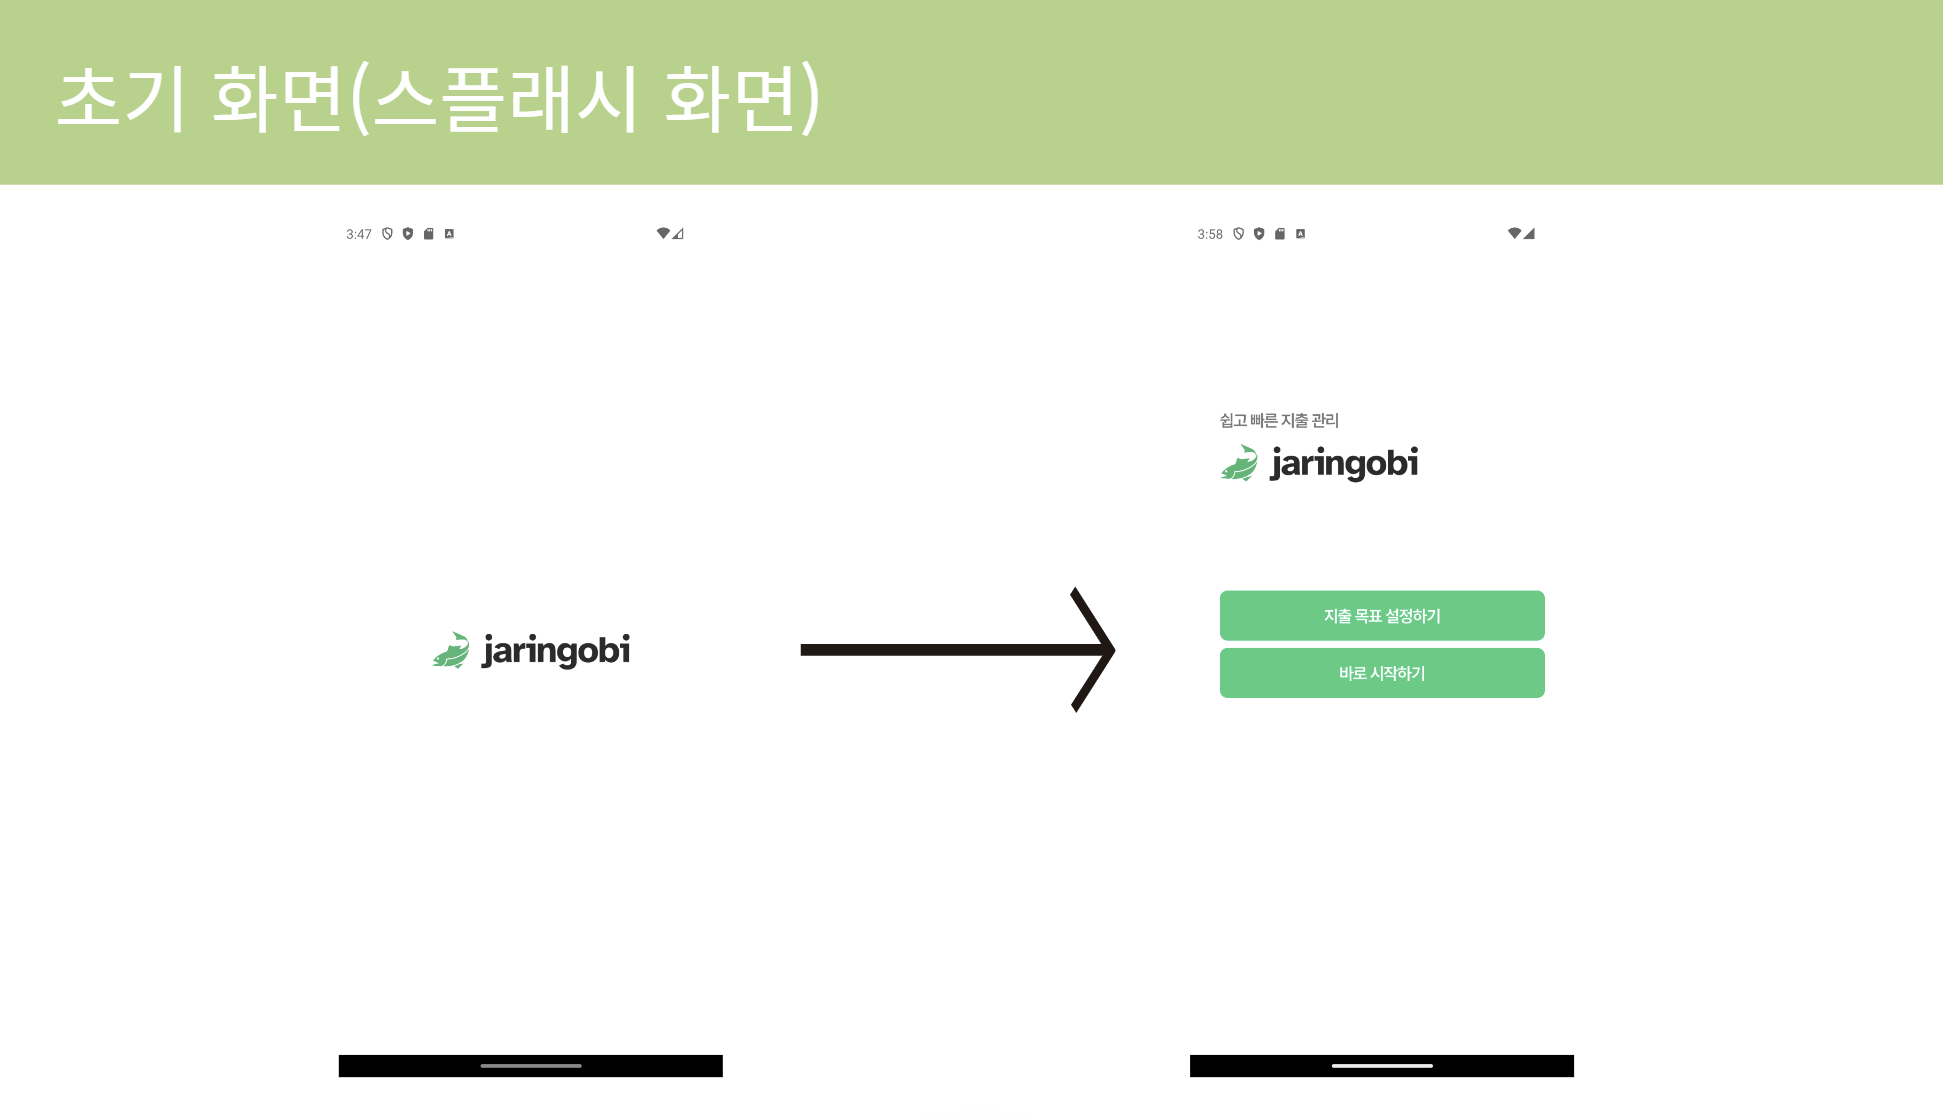 초기 화면(스플래시 화면)
3:47
jaringobi
3:58
쉽고 빠른 지출 관리
jaringobi
지출 목표 설정하기
바로 시작하기